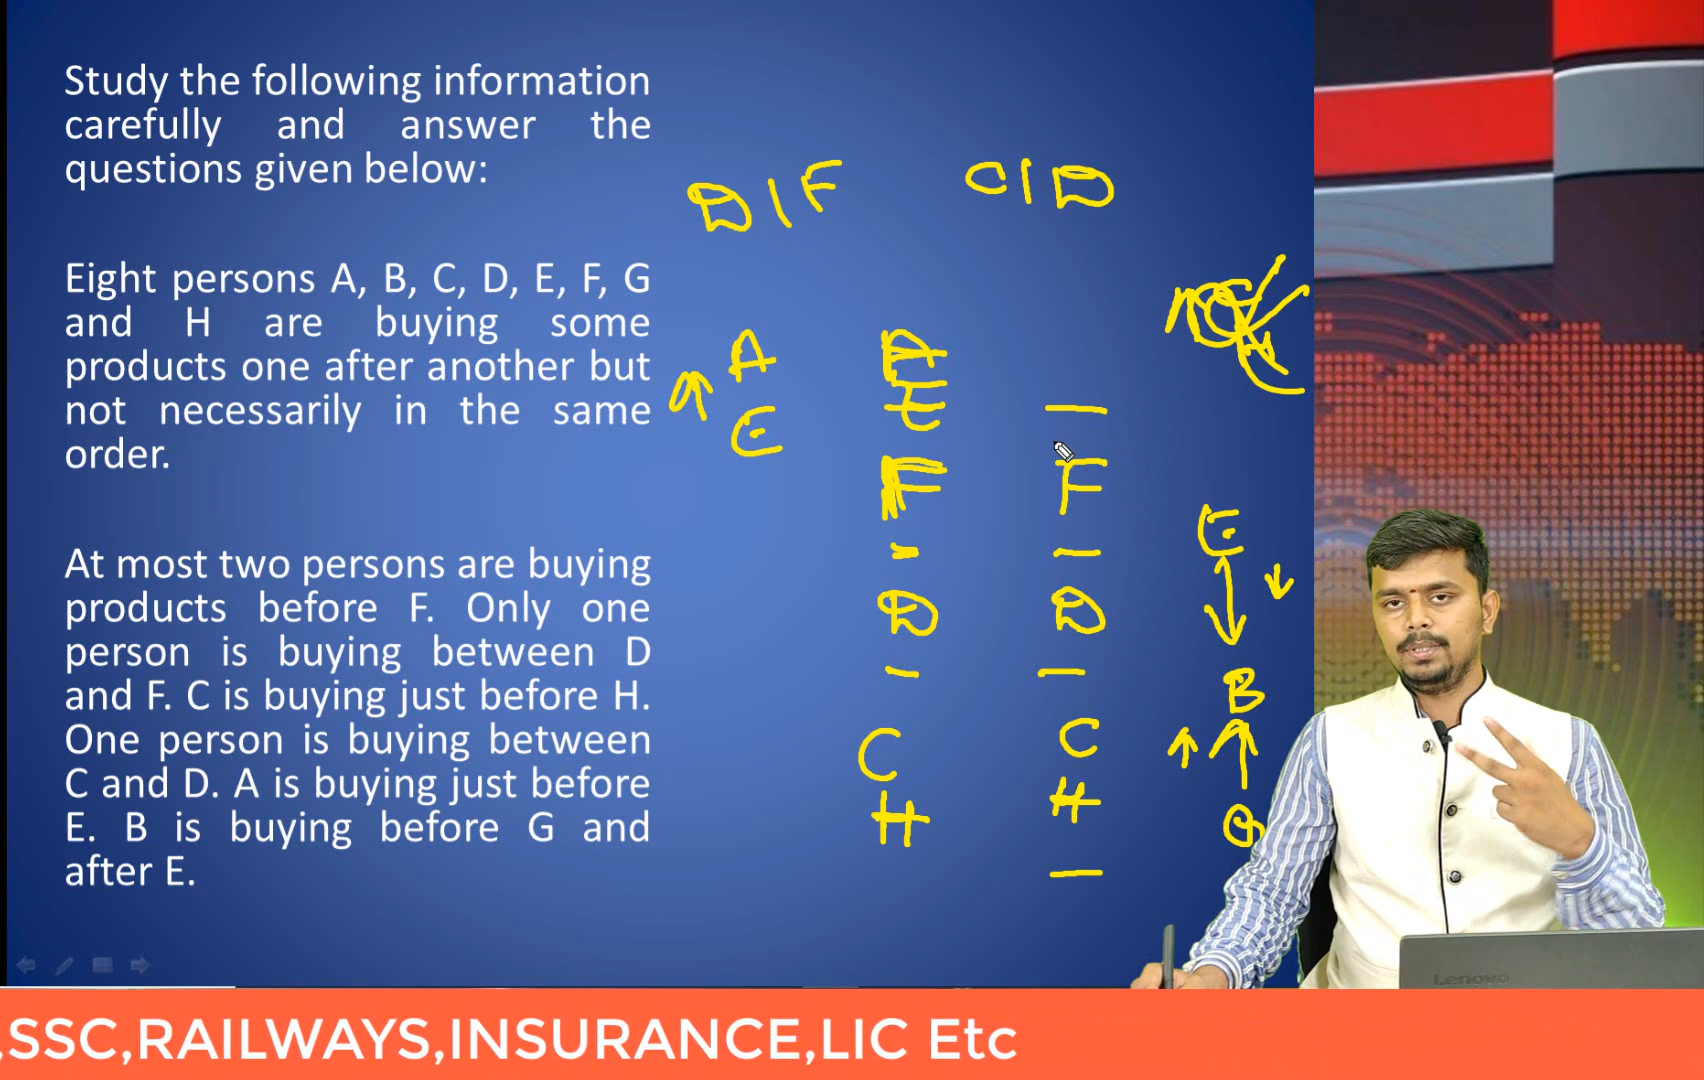 Study the following information
carefully and answer the
questions given below:
Eight persons A, B, C, D, E, F, G
and H are buying some
products one after another but
not necessarily in the same
order.
At most two persons are buying
products before F. Only one
person is buying between D
and F. C is buying just before H.
One person is buying between
C and D. A is buying just before
E. B is buying before G and
after E.
D | F
C | D
A
E
A
E
F
-
D
-
C
H
-
F
-
D
-
C
H
-
E
B
G
Lenovo
,SSC,RAILWAYS,INSURANCE,LIC Etc